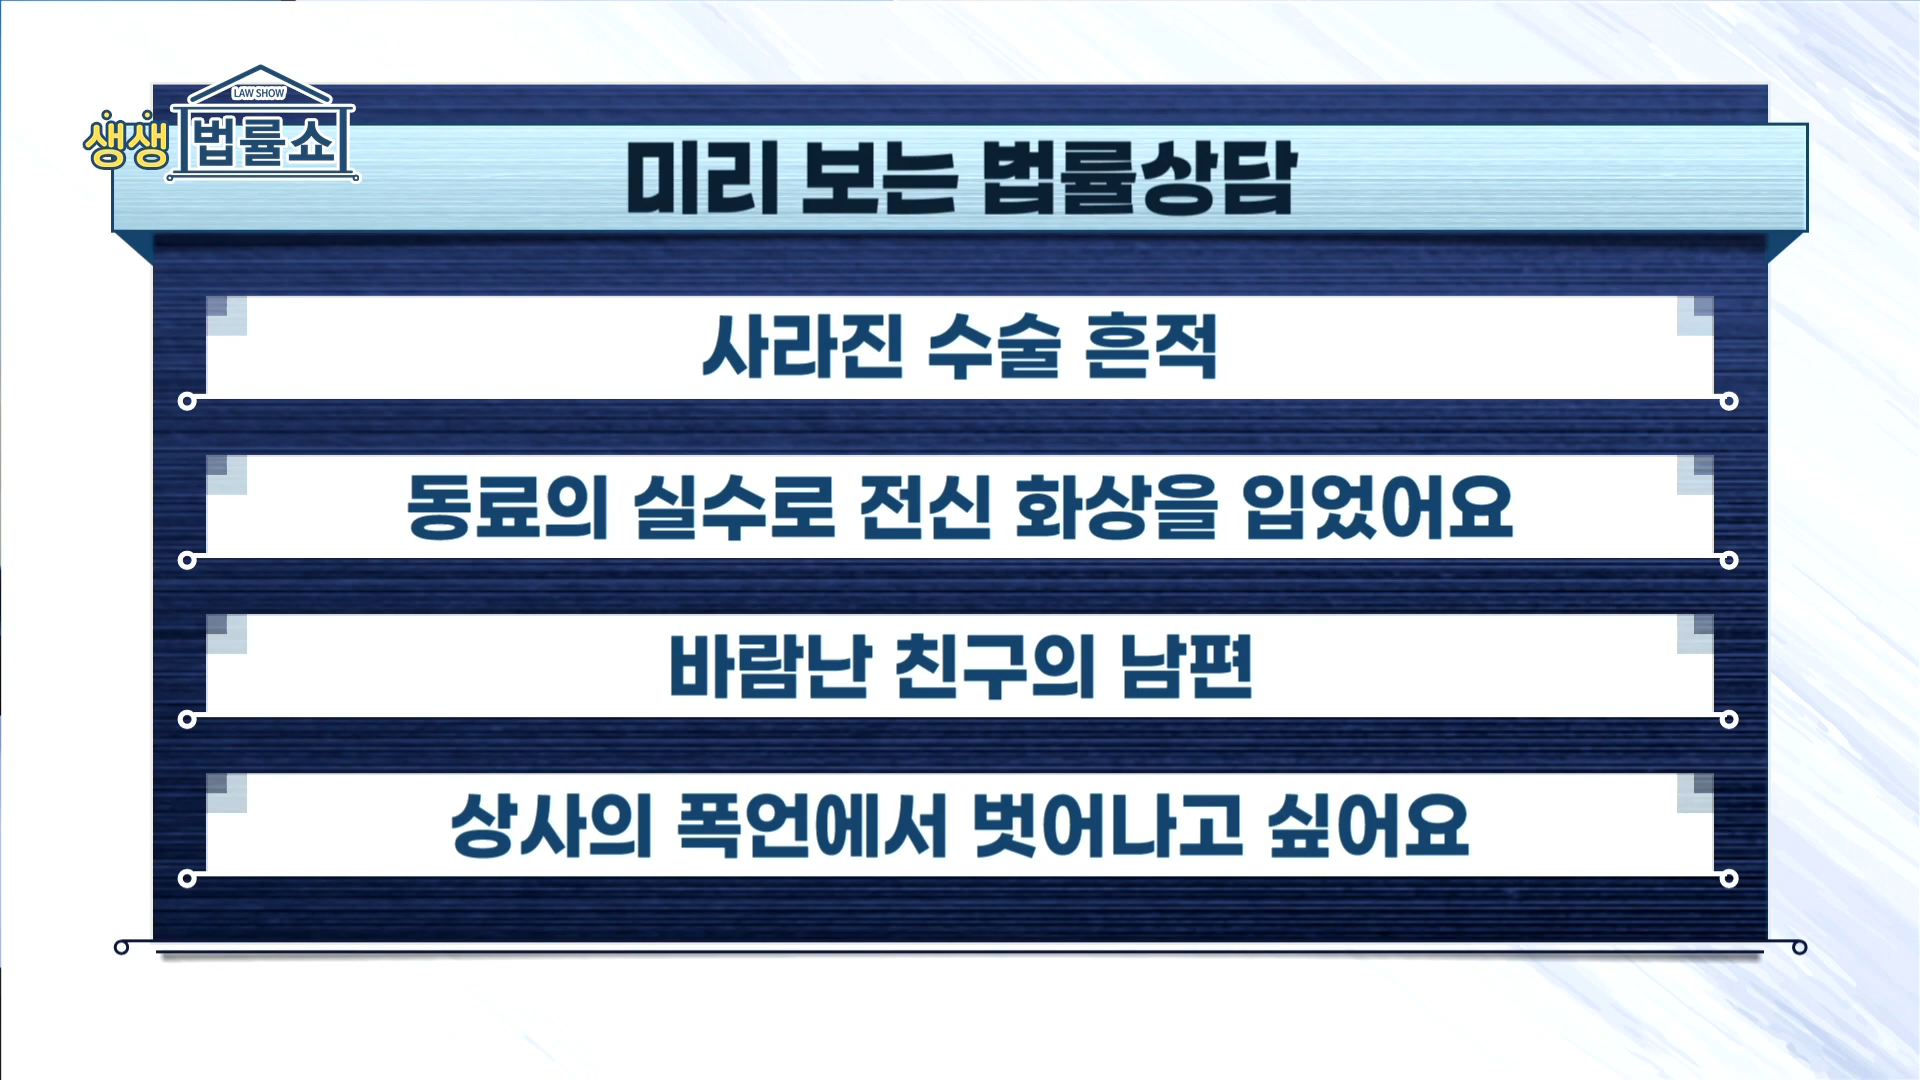 LAW SHOW
생생 법률쇼
미리 보는 법률상담
사라진 수술 흔적
동료의 실수로 전신 화상을 입었어요
바람난 친구의 남편
상사의 폭언에서 벗어나고 싶어요